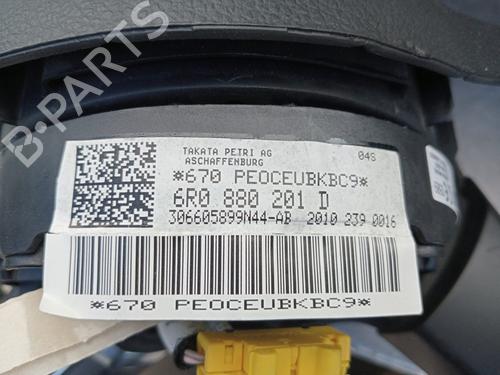 TAKATA PETRI AG 04S
ASCHAFFENBURG
*670 PEOCEUBKBC9*
6R0 880 201 D
306605899N44-AB 2010 239 0016
*670 PEOCEUBKBC9*
B-PARTS